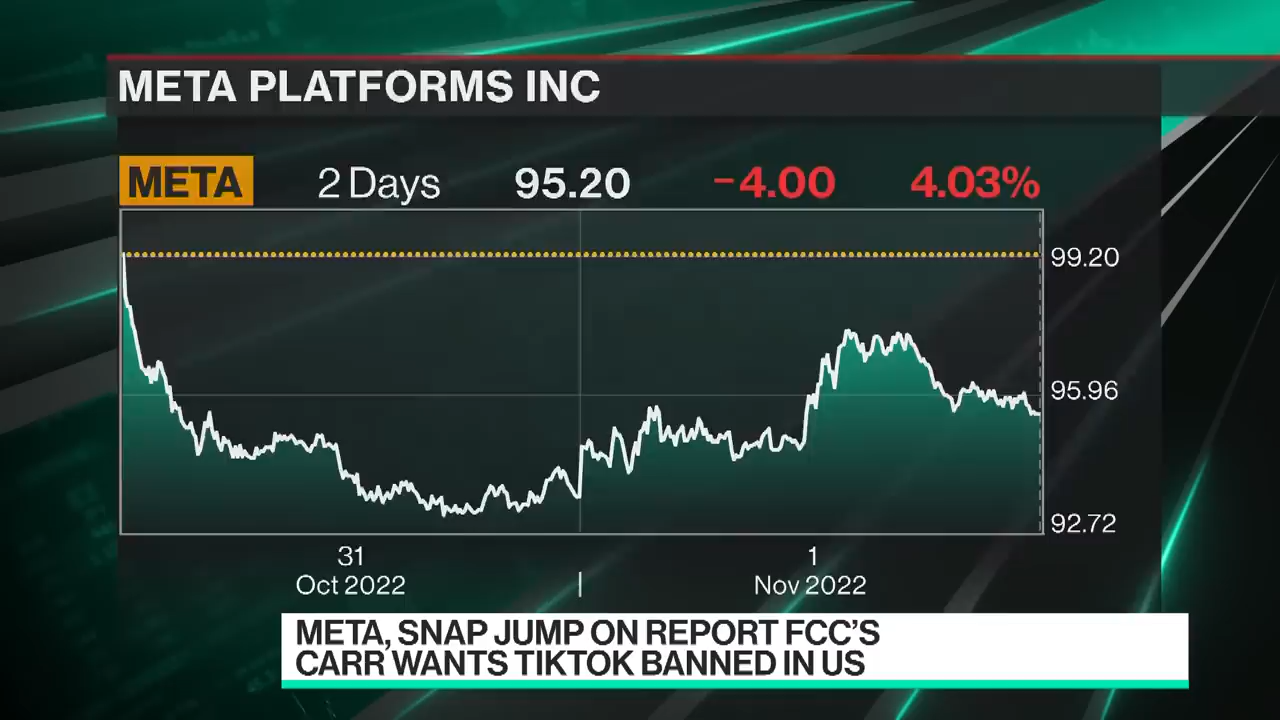 META PLATFORMS INC
META 2 Days 95.20 -4.00 4.03%
99.20
95.96
92.72
31 1
Oct 2022 | Nov 2022
META, SNAP JUMP ON REPORT FCC'S
CARR WANTS TIKTOK BANNED IN US